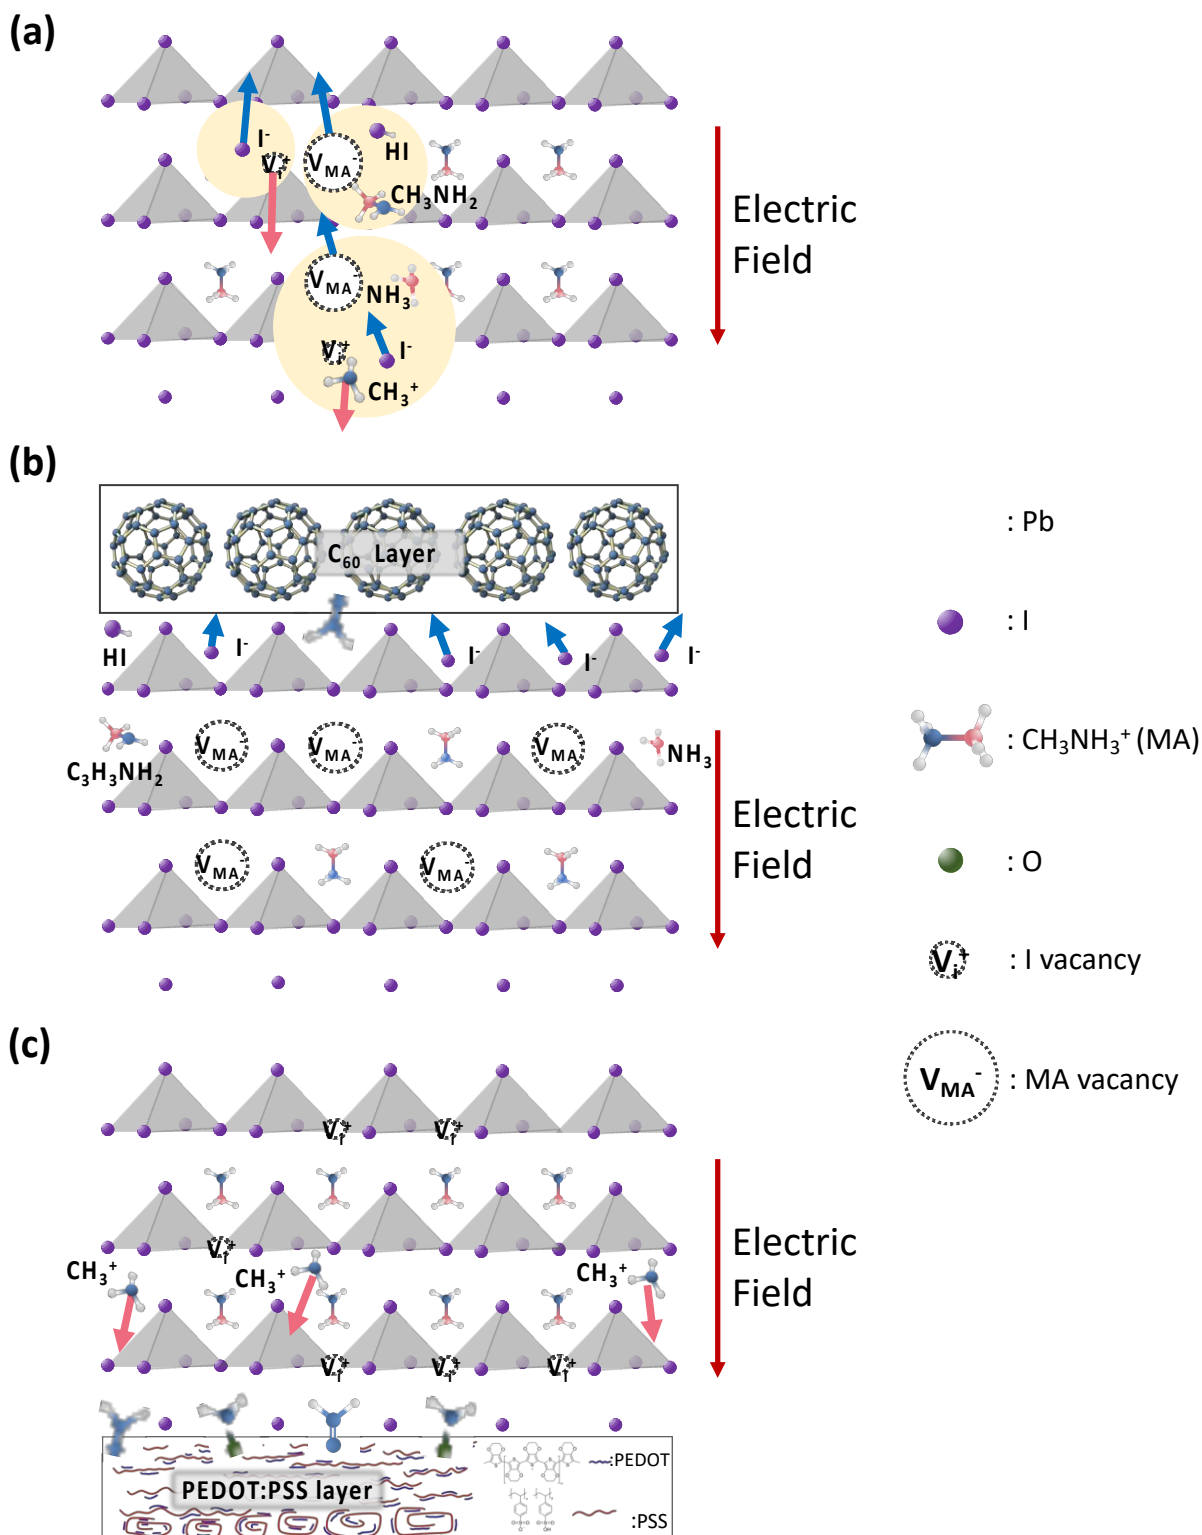 (a)
I-
Vi+
VMA-
HI
CH3NH2
VMA-
NH3
Vi+
I-
CH3+
Electric
Field
(b)
C60 Layer
HI
I-
I-
I-
I-
VMA-
VMA-
VMA-
C3H3NH2
NH3
VMA-
VMA-
Electric
Field
: Pb
: I
: CH3NH3+ (MA)
: O
Vi+ : I vacancy
VMA- : MA vacancy
(c)
Vi+
Vi+
Vi+
CH3+
CH3+
CH3+
Vi+
Vi+
Vi+
Electric
Field
PEDOT:PSS layer
:PEDOT
:PSS